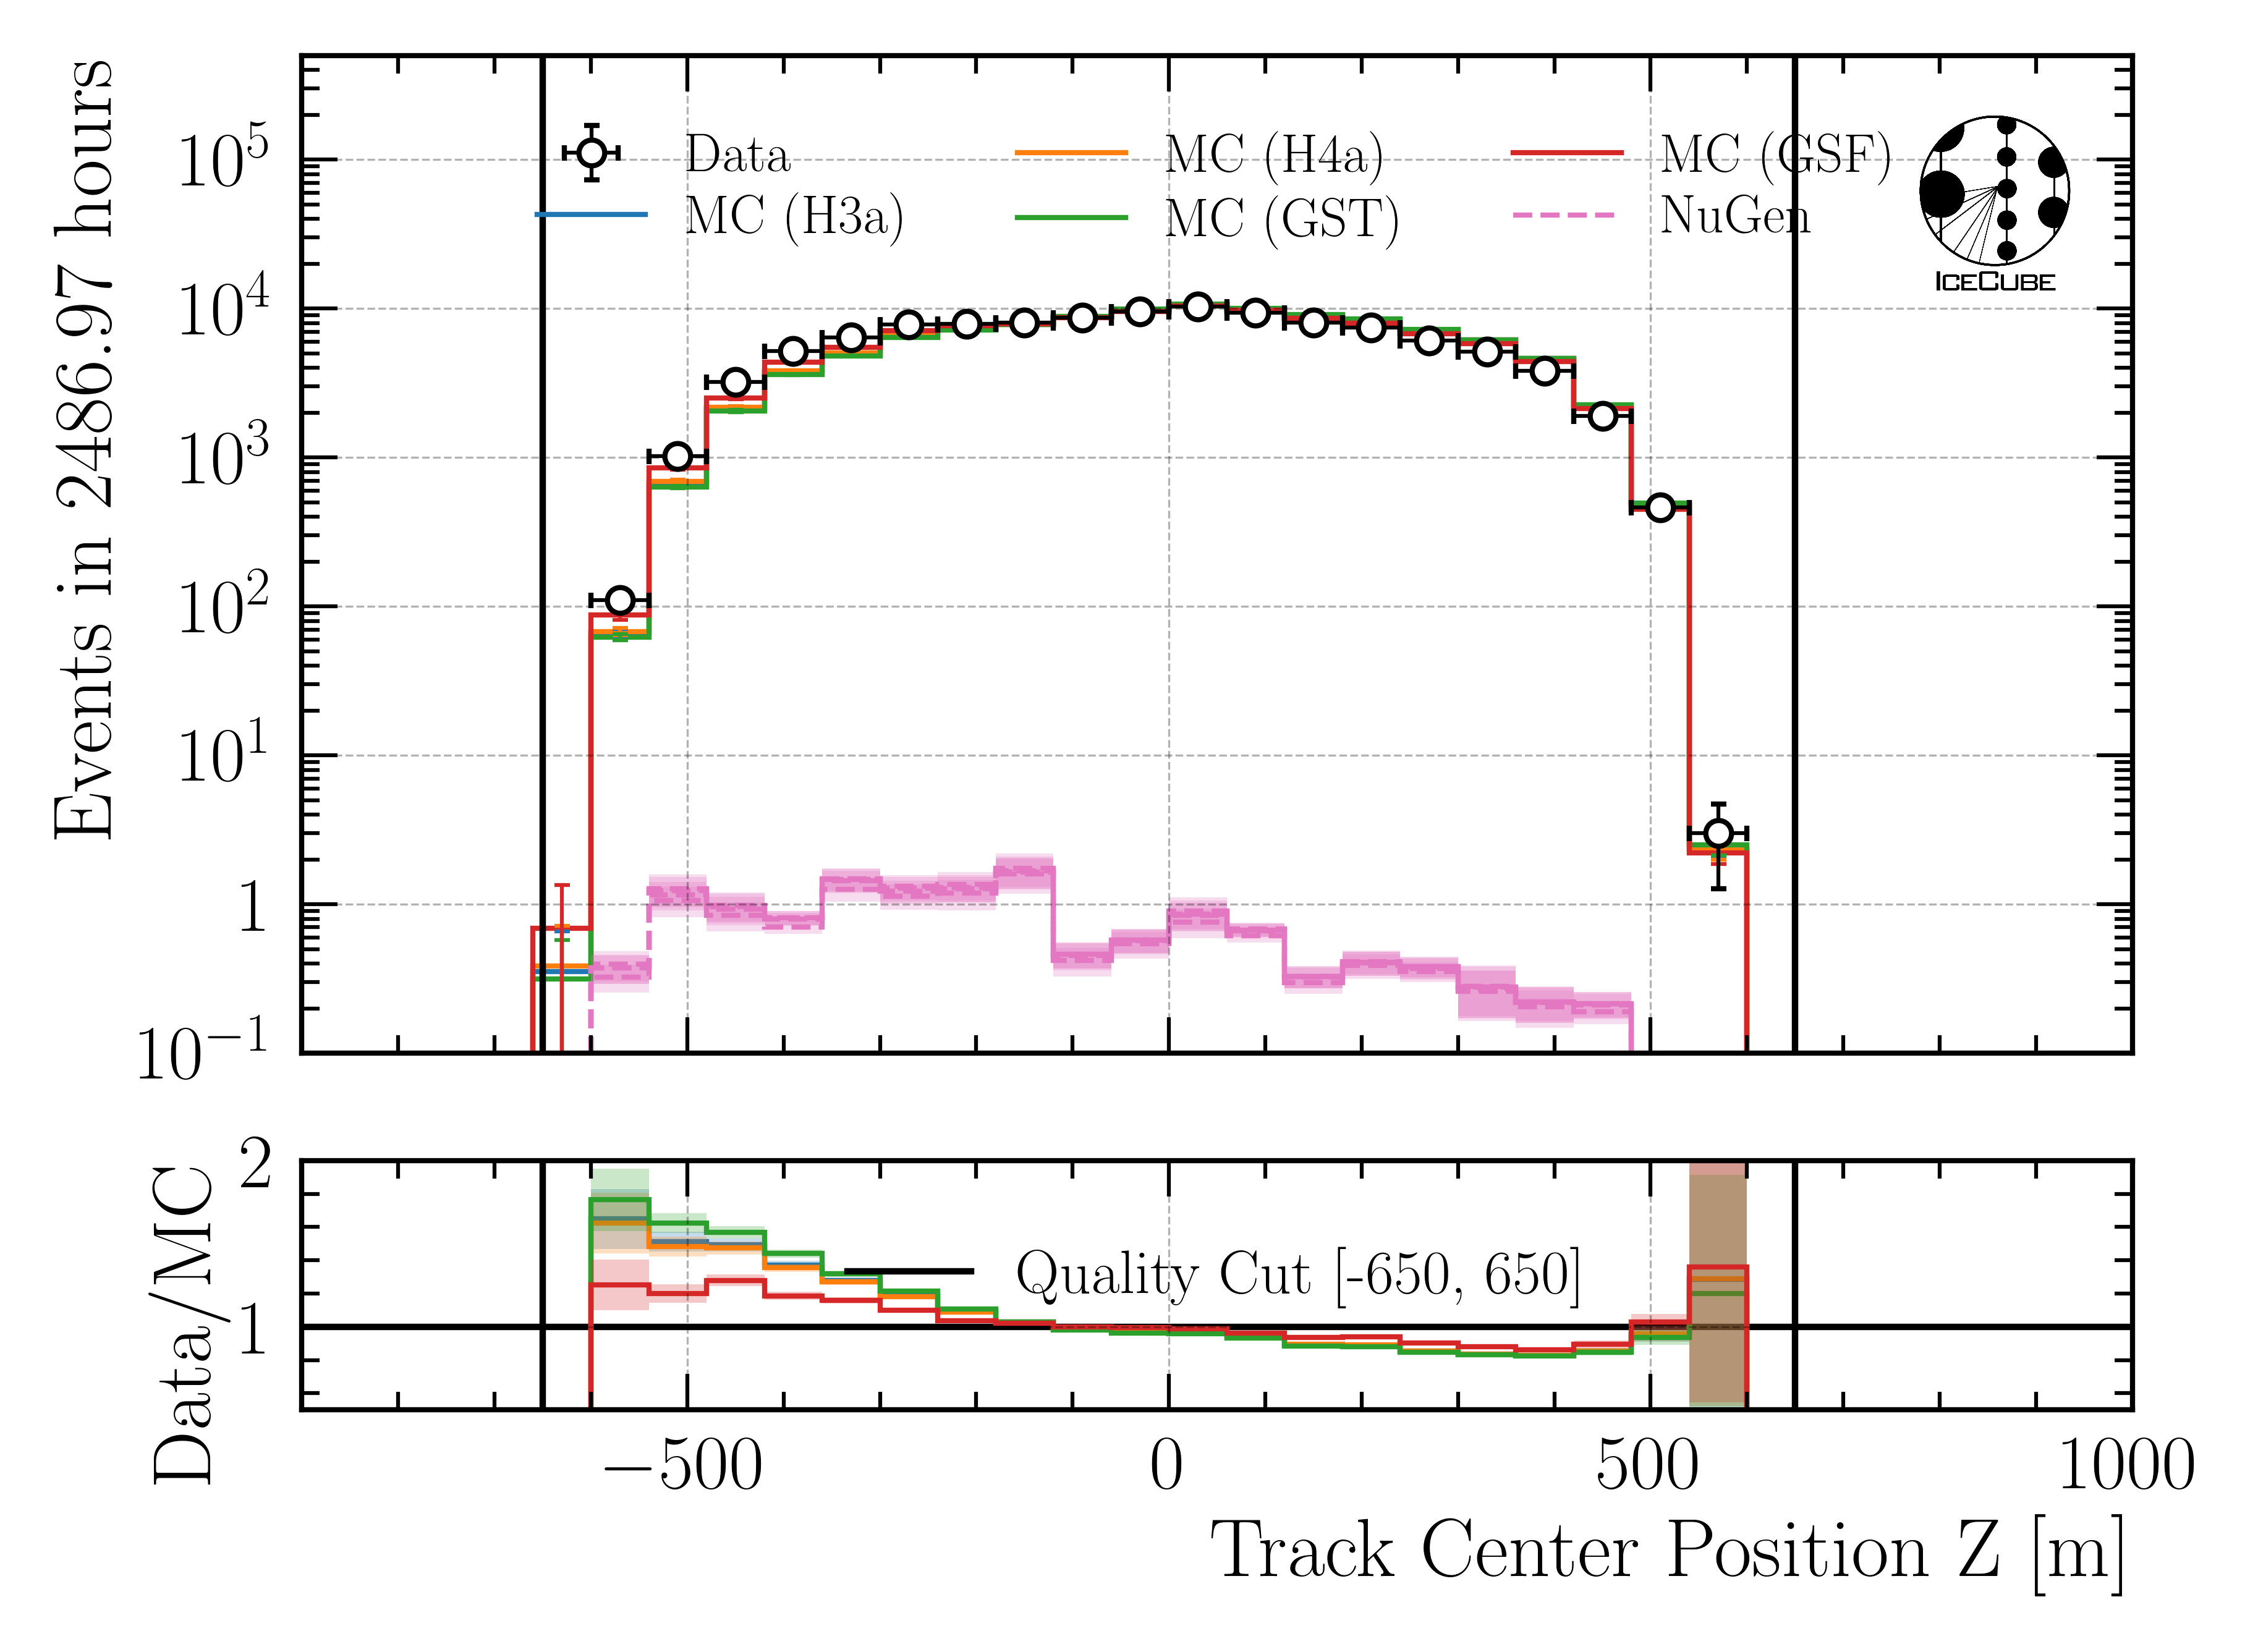 Events in 2486.97 hours
10^5
10^4
10^3
10^2
10^1
1
10^−1
Data
MC (H3a)
MC (H4a)
MC (GST)
MC (GSF)
NuGen
ICECUBE
Data/MC
2
1
Quality Cut [-650, 650]
−500 0 500 1000
Track Center Position Z [m]